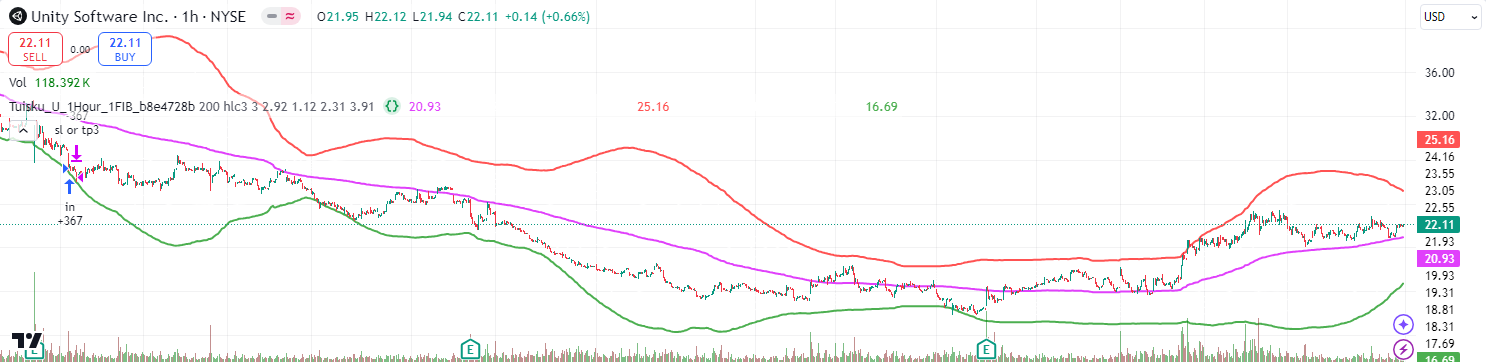 Unity Software Inc. · 1h · NYSE O21.95 H22.12 L21.94 C22.11 +0.14 (+0.66%)
USD
22.11 SELL 0.00 22.11 BUY
Vol 118.392 K
Tuisku_U_1Hour_1FIB_b8e4728b 200 hlc3 3 2.92 1.12 2.31 3.91 {} 20.93 25.16 16.69
-367
sl or tp3
in
+367
36.00
32.00
25.16
24.16
23.55
23.05
22.55
22.11
21.93
20.93
19.93
19.31
18.81
18.31
17.69
16.69
E E E